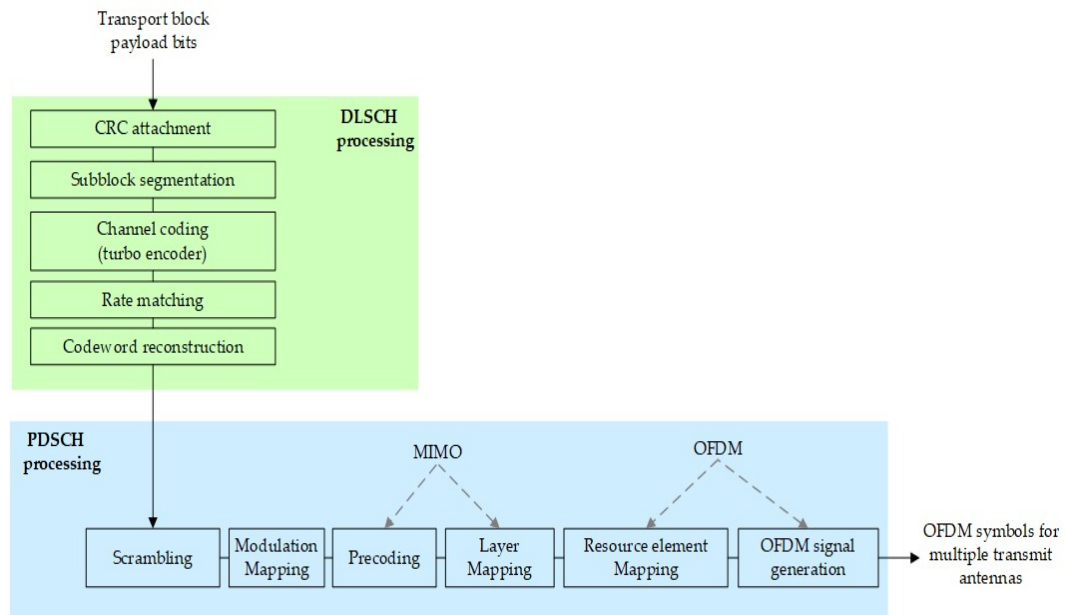 Transport block
payload bits
DLSCH
processing
CRC attachment
Subblock segmentation
Channel coding
(turbo encoder)
Rate matching
Codeword reconstruction
PDSCH
processing
MIMO
OFDM
Scrambling
Modulation
Mapping
Precoding
Layer
Mapping
Resource element
Mapping
OFDM signal
generation
OFDM symbols for
multiple transmit
antennas